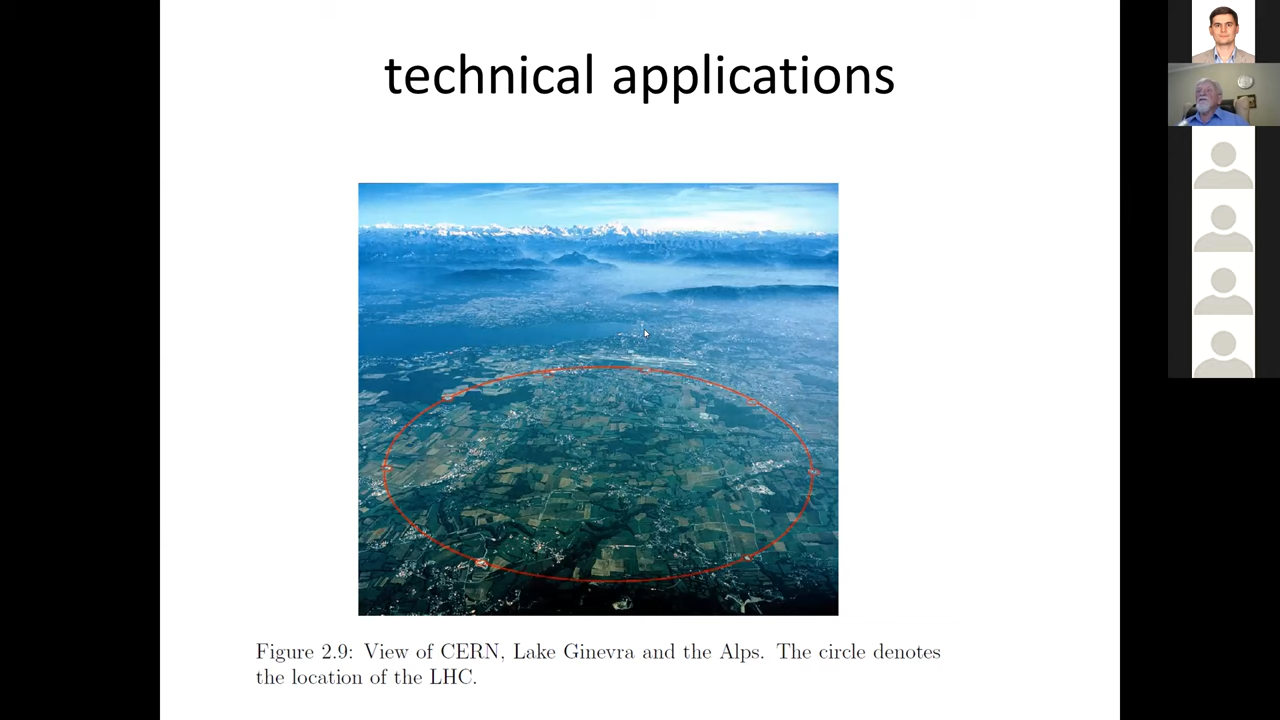 technical applications
Figure 2.9: View of CERN, Lake Ginevra and the Alps. The circle denotes
the location of the LHC.